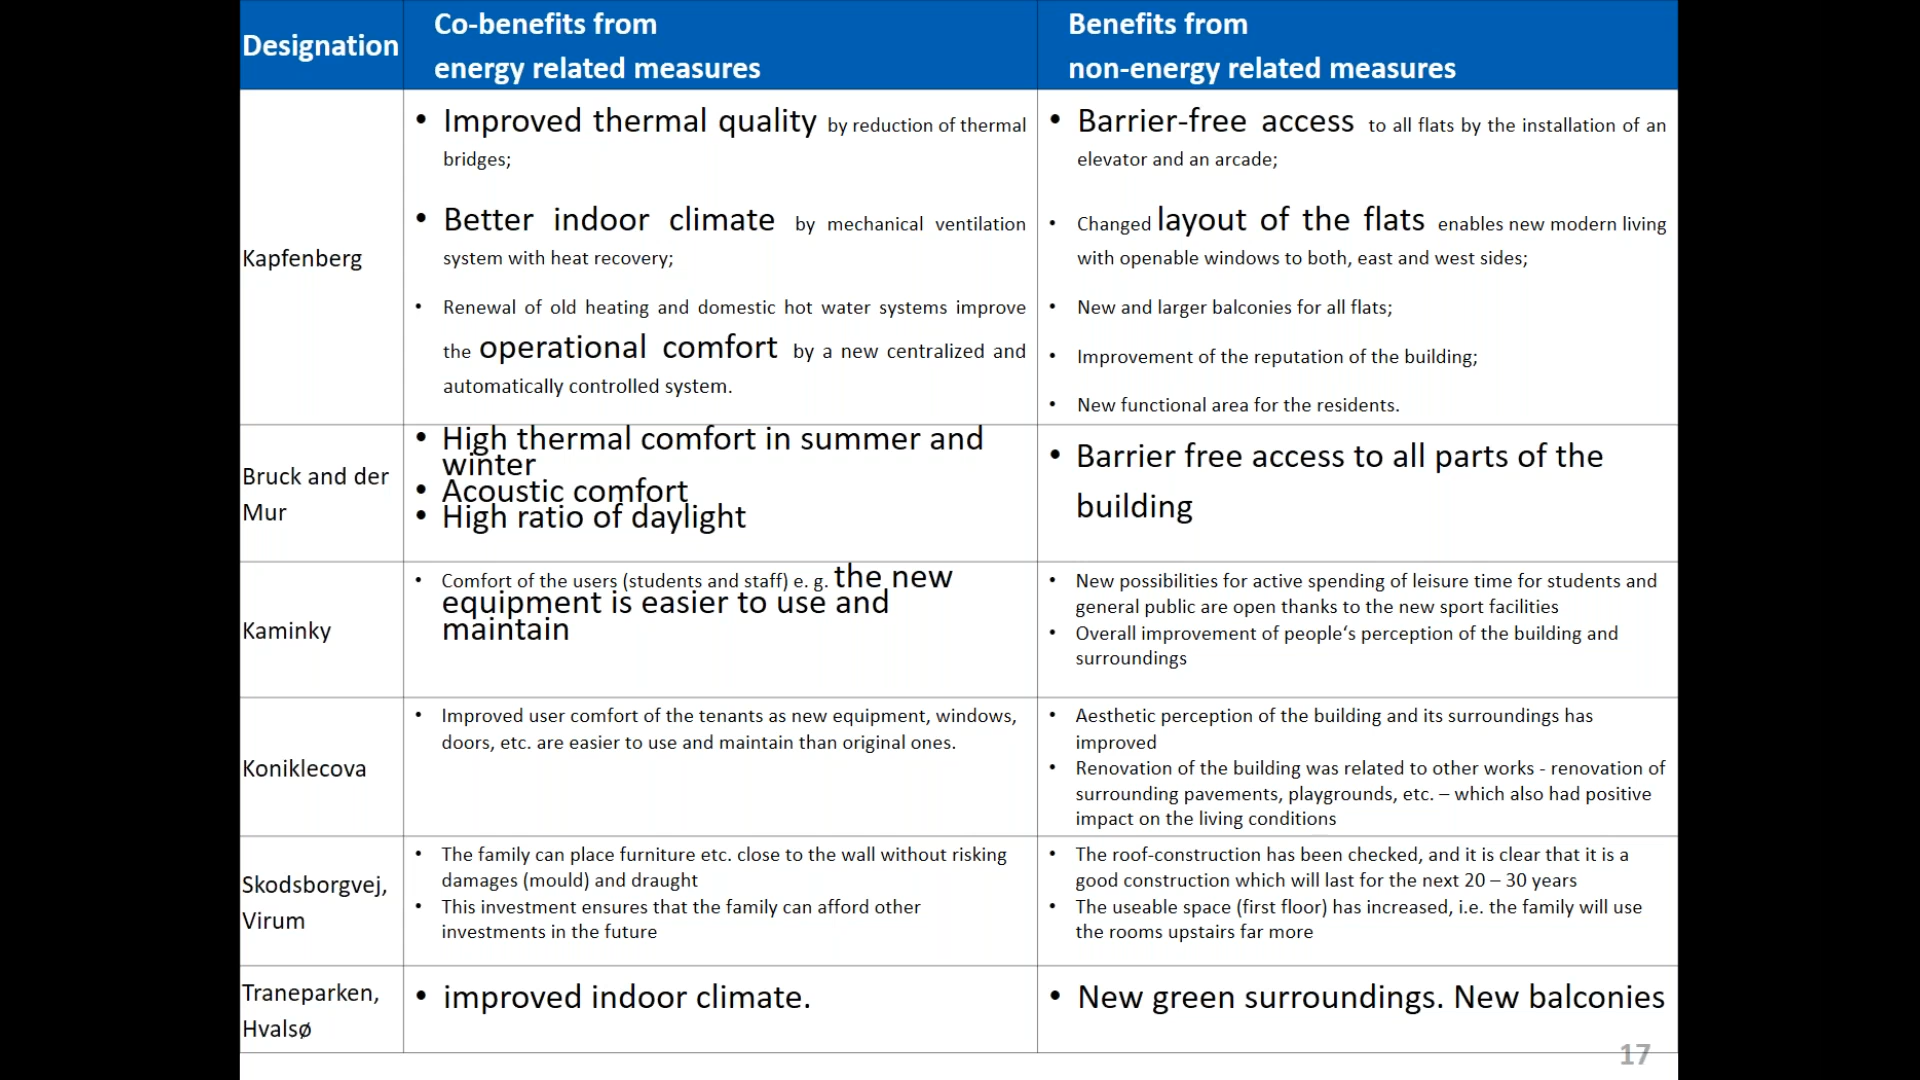 Designation
Co-benefits from
energy related measures
Benefits from
non-energy related measures
Kapfenberg
• Improved thermal quality by reduction of thermal
bridges;
• Better indoor climate by mechanical ventilation
system with heat recovery;
• Renewal of old heating and domestic hot water systems improve
the operational comfort by a new centralized and
automatically controlled system.
• Barrier-free access to all flats by the installation of an
elevator and an arcade;
• Changed layout of the flats enables new modern living
with openable windows to both, east and west sides;
• New and larger balconies for all flats;
• Improvement of the reputation of the building;
• New functional area for the residents.
Bruck and der
Mur
• High thermal comfort in summer and
winter
• Acoustic comfort
• High ratio of daylight
• Barrier free access to all parts of the
building
Kaminky
• Comfort of the users (students and staff) e. g. the new
equipment is easier to use and
maintain
• New possibilities for active spending of leisure time for students and
general public are open thanks to the new sport facilities
• Overall improvement of people‘s perception of the building and
surroundings
Koniklecova
• Improved user comfort of the tenants as new equipment, windows,
doors, etc. are easier to use and maintain than original ones.
• Aesthetic perception of the building and its surroundings has
improved
• Renovation of the building was related to other works - renovation of
surrounding pavements, playgrounds, etc. – which also had positive
impact on the living conditions
Skodsborgvej,
Virum
• The family can place furniture etc. close to the wall without risking
damages (mould) and draught
• This investment ensures that the family can afford other
investments in the future
• The roof-construction has been checked, and it is clear that it is a
good construction which will last for the next 20 – 30 years
• The useable space (first floor) has increased, i.e. the family will use
the rooms upstairs far more
Traneparken,
Hvalsø
• improved indoor climate.
• New green surroundings. New balconies
17